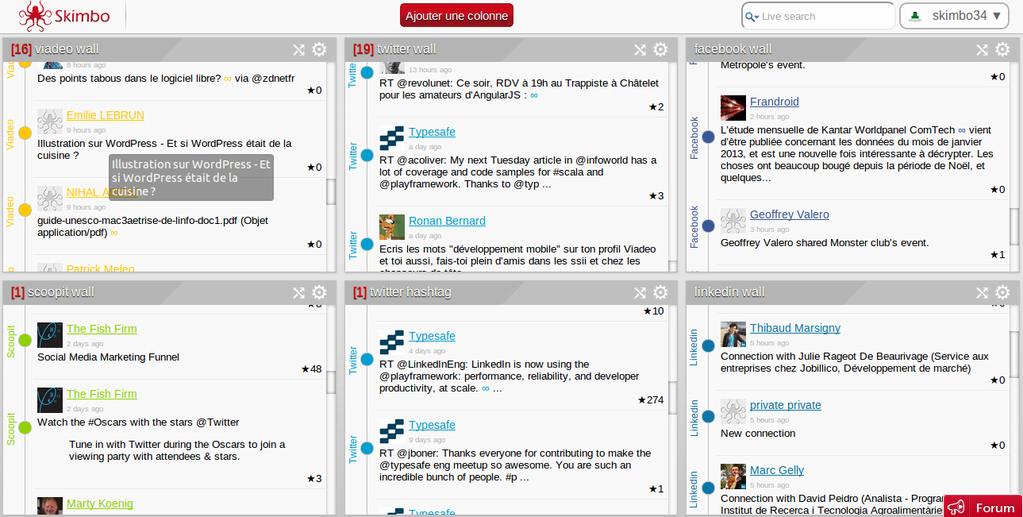 Skimbo
Ajouter une colonne
Live search
skimbo34 ▼
[16] viadeo wall
Viadeo
8 hours ago
Des points tabous dans le logiciel libre? ∞ via @zdnetfr
★0
Viadeo
Emilie LEBRUN
9 hours ago
Illustration sur WordPress - Et si WordPress était de la
cuisine ?
★0
Illustration sur WordPress - Et
si WordPress était de la
cuisine ?
Viadeo
NIHAL
9 hours ago
guide-unesco-mac3aetrise-de-linfo-doc1.pdf (Objet
application/pdf) ∞
★0
Patrick Meleo
[19] twitter wall
Twitter
13 hours ago
RT @revolunet: Ce soir, RDV à 19h au Trappiste à Châtelet
pour les amateurs d'AngularJS : ∞
★2
Twitter
Typesafe
a day ago
RT @acoliver: My next Tuesday article in @infoworld has a
lot of coverage and code samples for #scala and
@playframework. Thanks to @typ ...
★3
Twitter
Ronan Bernard
a day ago
Ecris les mots "développement mobile" sur ton profil Viadeo
et toi aussi, fais-toi plein d'amis dans les ssii et chez les
chasseurs de tête
facebook wall
Metropole's event.
★0
Facebook
Frandroid
2 hours ago
L'étude mensuelle de Kantar Worldpanel ComTech ∞ vient
d'être publiée concernant les données du mois de janvier
2013, et est une nouvelle fois intéressante à décrypter. Les
choses ont beaucoup bougé depuis la période de Noël, et
quelques...
★0
Facebook
Geoffrey Valero
3 hours ago
Geoffrey Valero shared Monster club's event.
★1
[1] scoopit wall
Scoopit
The Fish Firm
2 days ago
Social Media Marketing Funnel
★48
Scoopit
The Fish Firm
2 days ago
Watch the #Oscars with the stars @Twitter
Tune in with Twitter during the Oscars to join a
viewing party with attendees & stars.
★3
Marty Koenig
[1] twitter hashtag
★10
Twitter
Typesafe
4 days ago
RT @LinkedInEng: LinkedIn is now using the
@playframework: performance, reliability, and developer
productivity, at scale. ∞ ...
★274
Twitter
Typesafe
9 days ago
RT @jboner: Thanks everyone for contributing to make the
@typesafe eng meetup so awesome. You are such an
incredible bunch of people. #p ...
★1
Typesafe
linkedin wall
Linkedin
Thibaud Marsigny
5 hours ago
Connection with Julie Rageot De Beaurivage (Service aux
entreprises chez Jobillico, Développement de marché)
★0
Linkedin
private private
5 hours ago
New connection
★0
Linkedin
Marc Gelly
5 hours ago
Connection with David Peidro (Analista -
Institut de Recerca i Tecnologia Agroalimentàrie
Forum